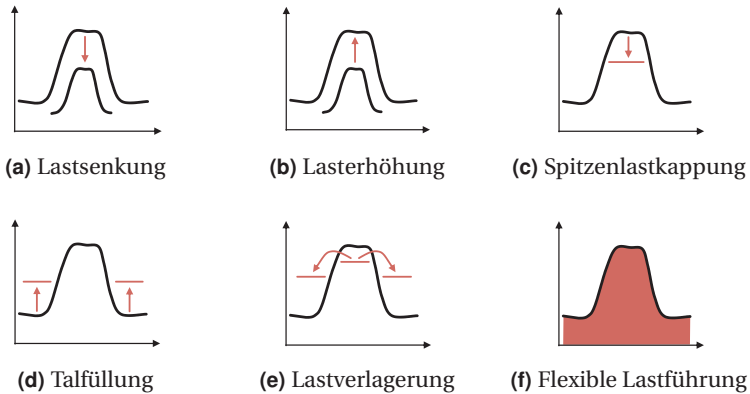 (a) Lastsenkung
(b) Lasterhöhung
(c) Spitzenlastkappung
(d) Talfüllung
(e) Lastverlagerung
(f) Flexible Lastführung